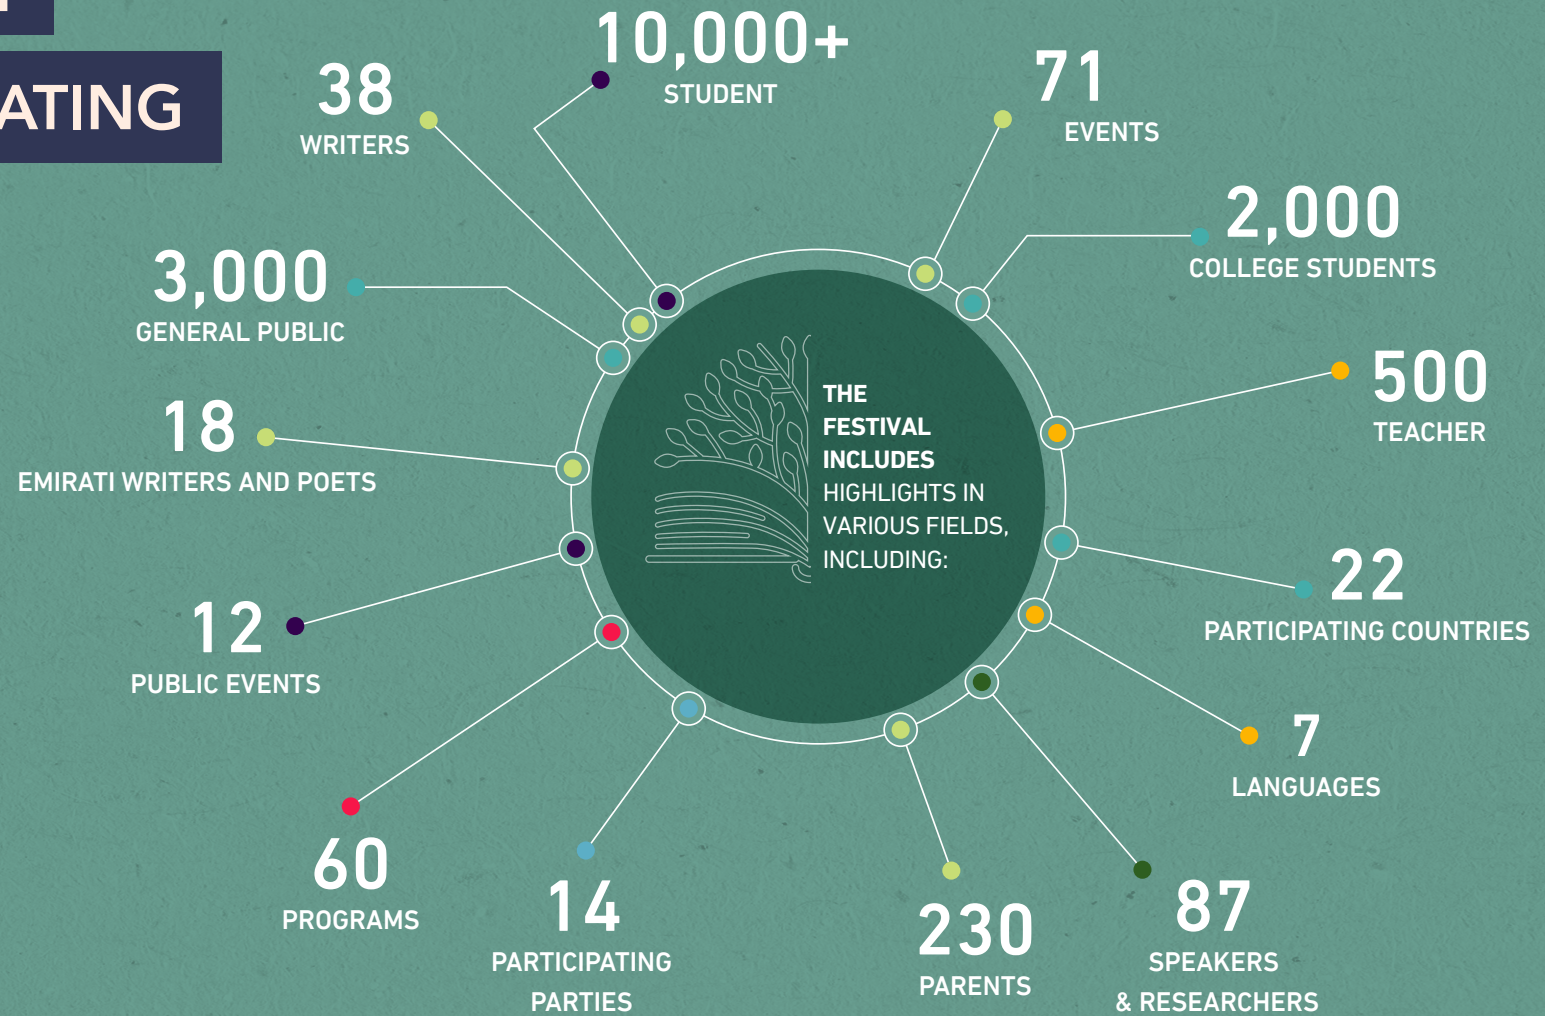 ATING
10,000+
STUDENT
38
WRITERS
71
EVENTS
2,000
COLLEGE STUDENTS
3,000
GENERAL PUBLIC
500
TEACHER
18
EMIRATI WRITERS AND POETS
THE
FESTIVAL
INCLUDES
HIGHLIGHTS IN
VARIOUS FIELDS,
INCLUDING:
22
PARTICIPATING COUNTRIES
12
PUBLIC EVENTS
7
LANGUAGES
60
PROGRAMS
14
PARTICIPATING
PARTIES
230
PARENTS
87
SPEAKERS
& RESEARCHERS